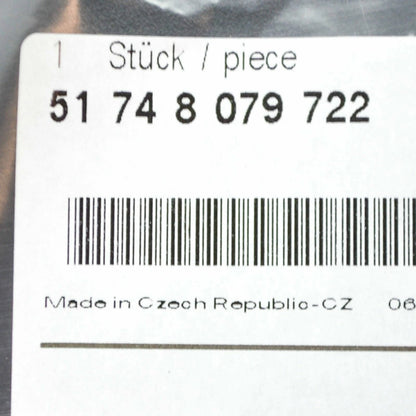 1 Stück / piece
51 74 8 079 722
Made in Czech Republic-CZ 06